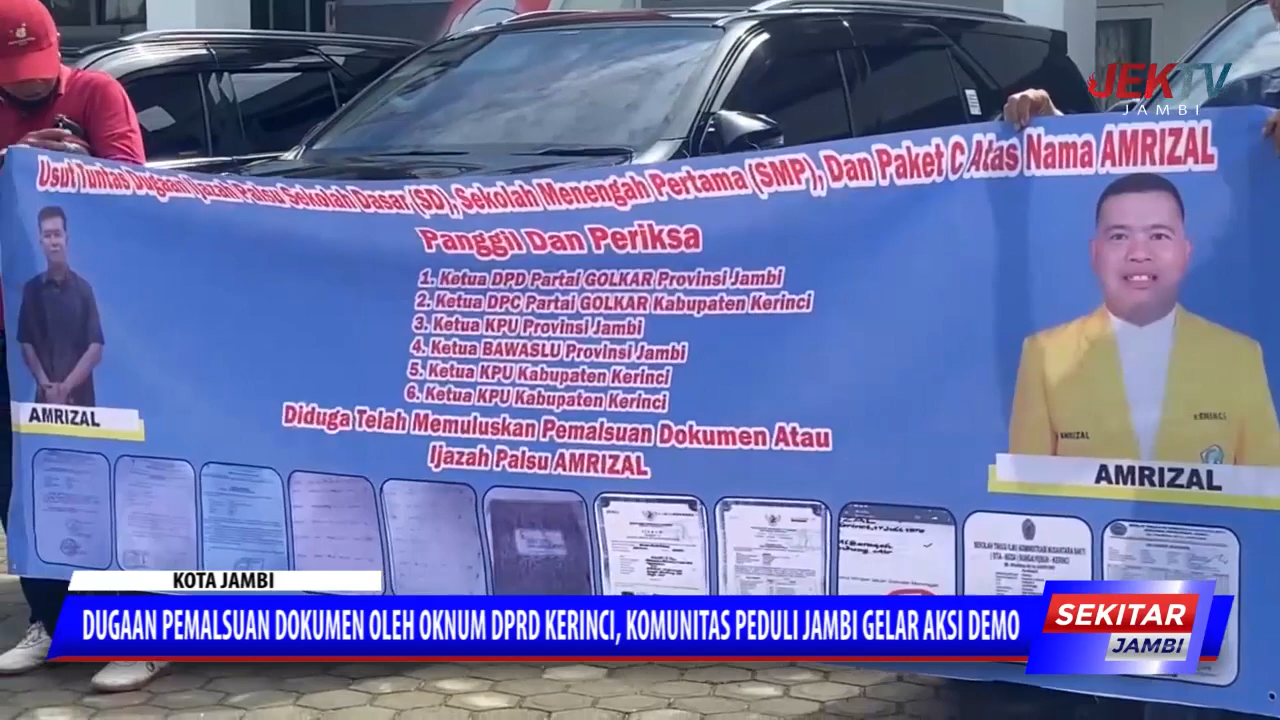 JEKTV
JAMBI
Usut Tuntas Dugaan Ijazah Palsu Sekolah Dasar (SD), Sekolah Menengah Pertama (SMP), Dan Paket C Atas Nama AMRIZAL
Panggil Dan Periksa
1. Ketua DPD Partai GOLKAR Provinsi Jambi
2. Ketua DPC Partai GOLKAR Kabupaten Kerinci
3. Ketua KPU Provinsi Jambi
4. Ketua BAWASLU Provinsi Jambi
5. Ketua KPU Kabupaten Kerinci
6. Ketua KPU Kabupaten Kerinci
Diduga Telah Memuluskan Pemalsuan Dokumen Atau
Ijazah Palsu AMRIZAL
AMRIZAL
AMRIZAL
KERINCI
AMRIZAL
KOTA JAMBI
DUGAAN PEMALSUAN DOKUMEN OLEH OKNUM DPRD KERINCI, KOMUNITAS PEDULI JAMBI GELAR AKSI DEMO
SEKITAR
JAMBI